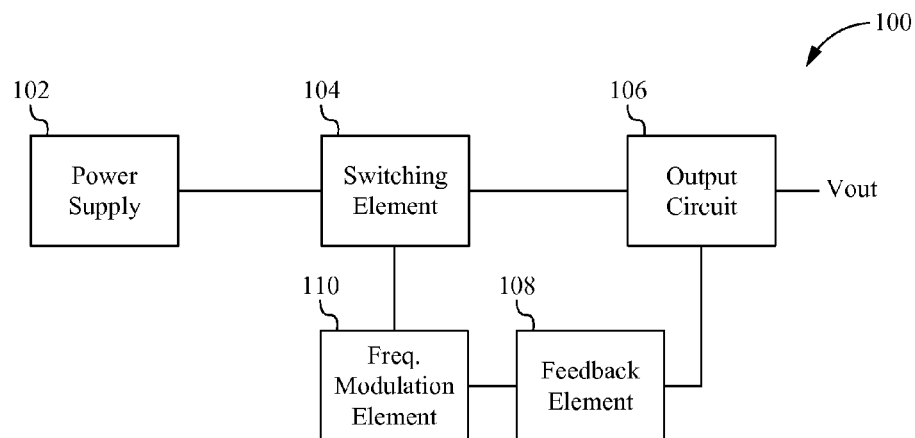 100
102
104
106
Power
Supply
Switching
Element
Output
Circuit
Vout
110
108
Freq.
Modulation
Element
Feedback
Element